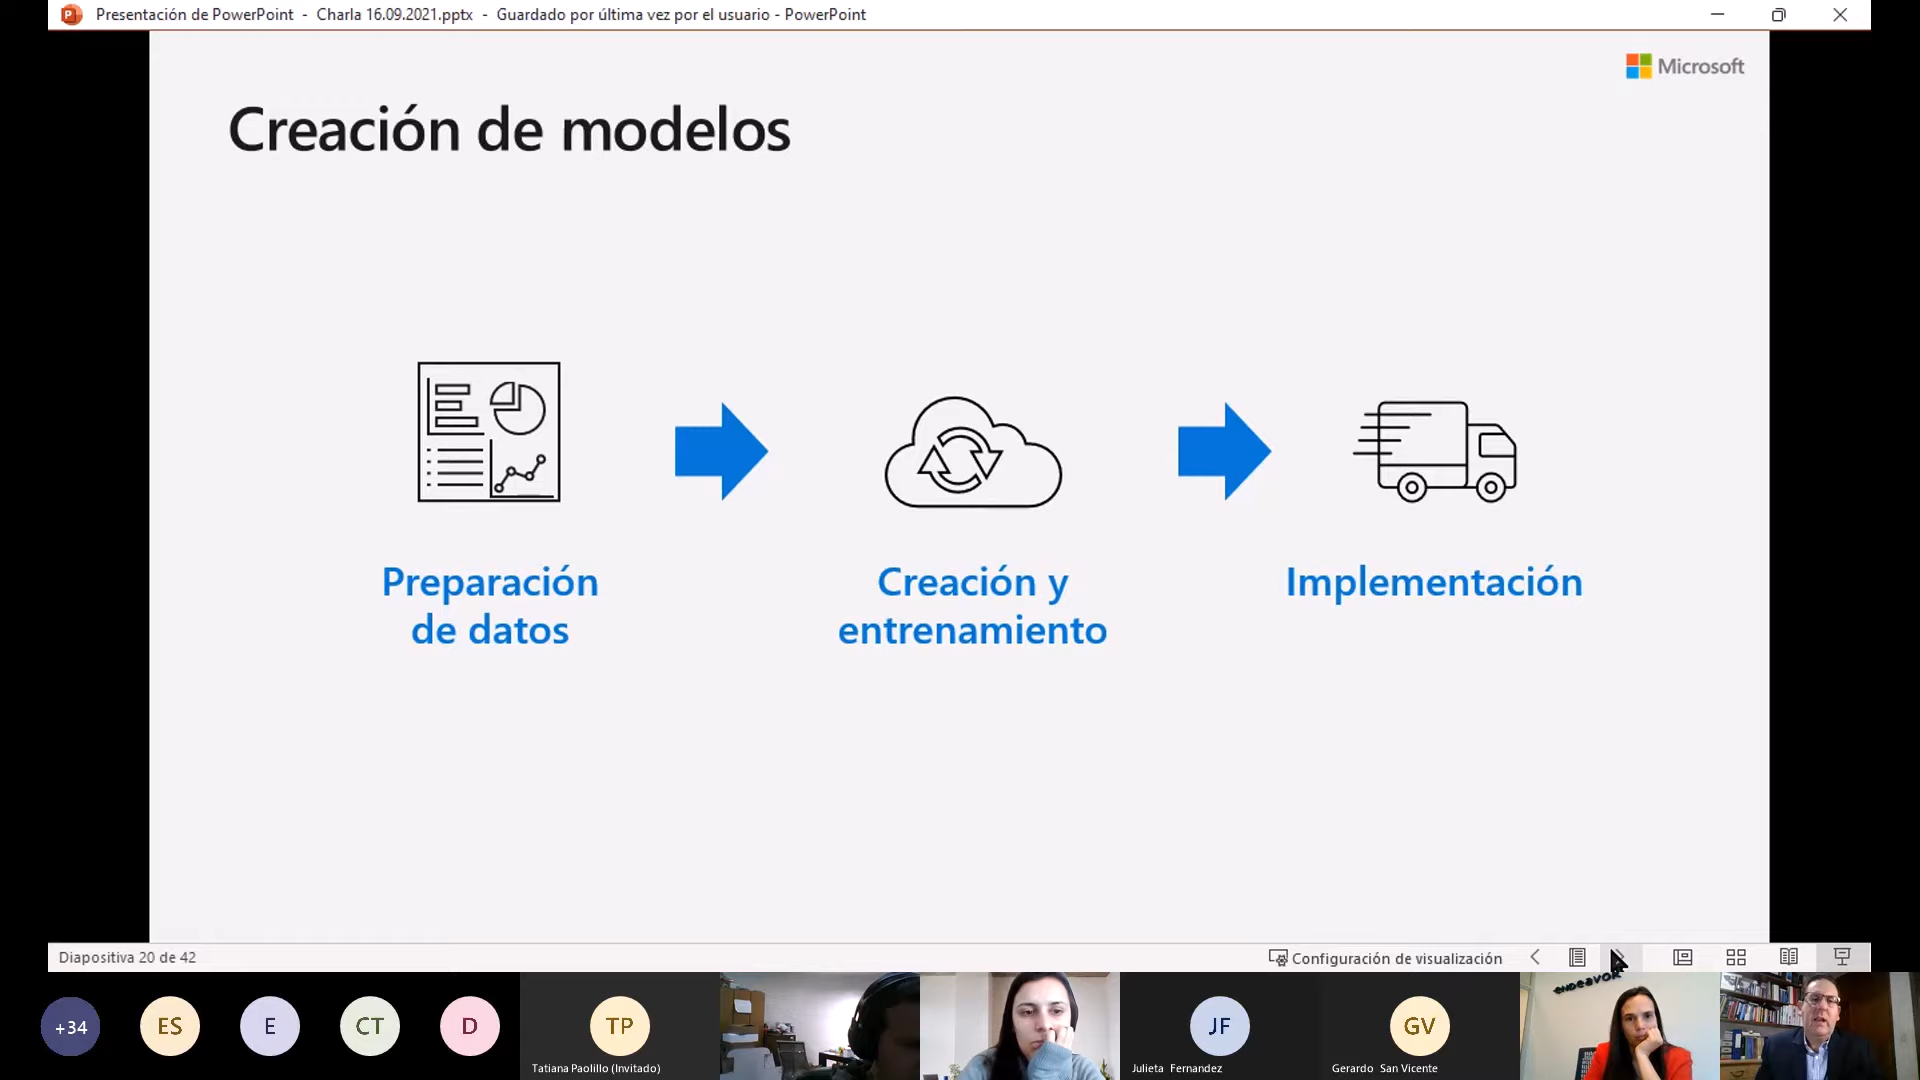 Presentación de PowerPoint - Charla 16.09.2021.pptx - Guardado por última vez por el usuario - PowerPoint
Microsoft
Creación de modelos
Preparación
de datos
Creación y
entrenamiento
Implementación
Diapositiva 20 de 42
Configuración de visualización
+34
ES
E
CT
D
TP
JF
GV
endeavor
Tatiana Paolillo (Invitado)
Julieta Fernandez
Gerardo San Vicente